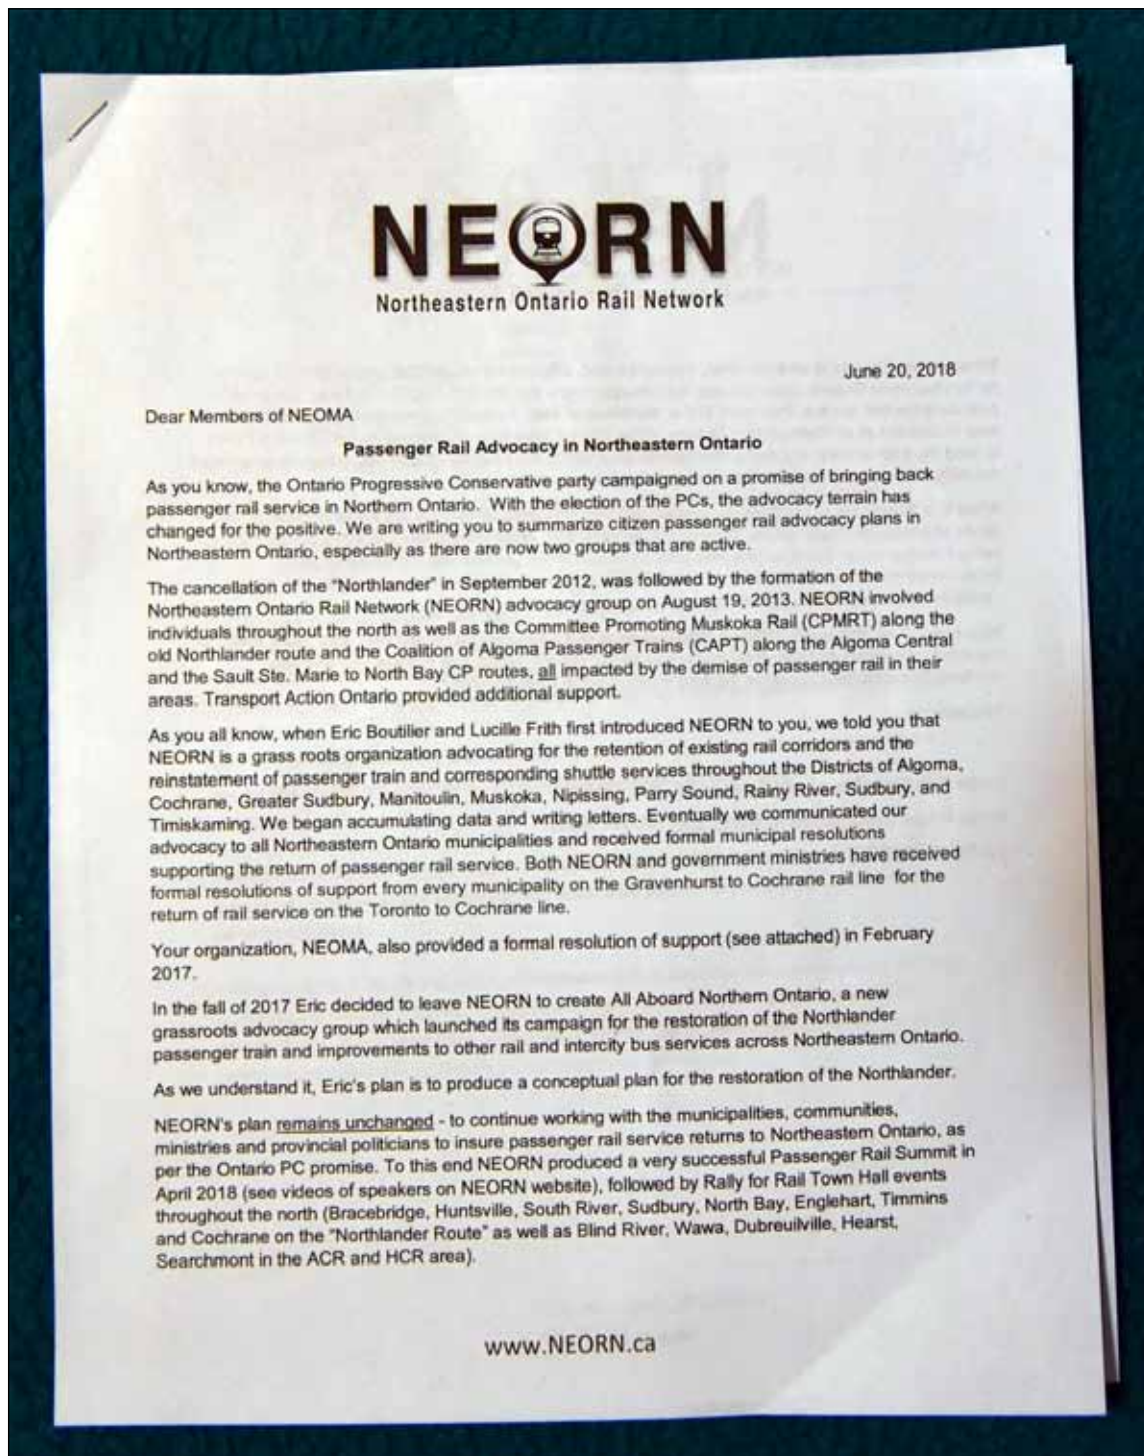 NEORN
Northeastern Ontario Rail Network
June 20, 2018
Dear Members of NEOMA
Passenger Rail Advocacy in Northeastern Ontario
As you know, the Ontario Progressive Conservative party campaigned on a promise of bringing back
passenger rail service in Northern Ontario.  With the election of the PCs, the advocacy terrain has
changed for the positive. We are writing you to summarize citizen passenger rail advocacy plans in
Northeastern Ontario, especially as there are now two groups that are active.
The cancellation of the "Northlander" in September 2012, was followed by the formation of the
Northeastern Ontario Rail Network (NEORN) advocacy group on August 19, 2013. NEORN involved
individuals throughout the north as well as the Committee Promoting Muskoka Rail (CPMRT) along the
old Northlander route and the Coalition of Algoma Passenger Trains (CAPT) along the Algoma Central
and the Sault Ste. Marie to North Bay CP routes, all impacted by the demise of passenger rail in their
areas. Transport Action Ontario provided additional support.
As you all know, when Eric Boutilier and Lucille Frith first introduced NEORN to you, we told you that
NEORN is a grass roots organization advocating for the retention of existing rail corridors and the
reinstatement of passenger train and corresponding shuttle services throughout the Districts of Algoma,
Cochrane, Greater Sudbury, Manitoulin, Muskoka, Nipissing, Parry Sound, Rainy River, Sudbury, and
Timiskaming. We began accumulating data and writing letters. Eventually we communicated our
advocacy to all Northeastern Ontario municipalities and received formal municipal resolutions
supporting the return of passenger rail service. Both NEORN and government ministries have received
formal resolutions of support from every municipality on the Gravenhurst to Cochrane rail line  for the
return of rail service on the Toronto to Cochrane line.
Your organization, NEOMA, also provided a formal resolution of support (see attached) in February
2017.
In the fall of 2017 Eric decided to leave NEORN to create All Aboard Northern Ontario, a new
grassroots advocacy group which launched its campaign for the restoration of the Northlander
passenger train and improvements to other rail and intercity bus services across Northeastern Ontario.
As we understand it, Eric's plan is to produce a conceptual plan for the restoration of the Northlander.
NEORN's plan remains unchanged - to continue working with the municipalities, communities,
ministries and provincial politicians to insure passenger rail service returns to Northeastern Ontario, as
per the Ontario PC promise. To this end NEORN produced a very successful Passenger Rail Summit in
April 2018 (see videos of speakers on NEORN website), followed by Rally for Rail Town Hall events
throughout the north (Bracebridge, Huntsville, South River, Sudbury, North Bay, Englehart, Timmins
and Cochrane on the "Northlander Route" as well as Blind River, Wawa, Dubreuilville, Hearst,
Searchmont in the ACR and HCR area).
www.NEORN.ca